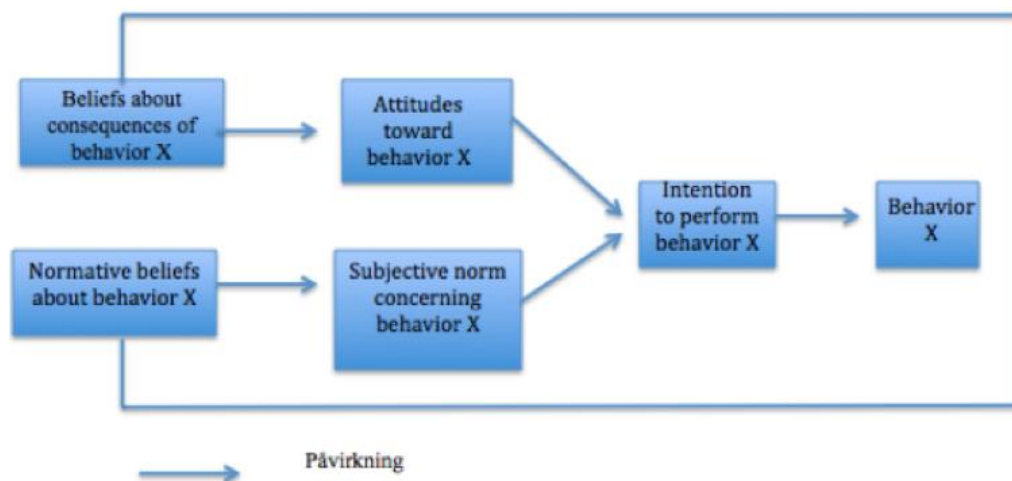 Beliefs about
consequences of
behavior X
Attitudes
toward
behavior X
Normative beliefs
about behavior X
Subjective norm
concerning
behavior X
Intention
to perform
behavior X
Behavior
X
Påvirkning